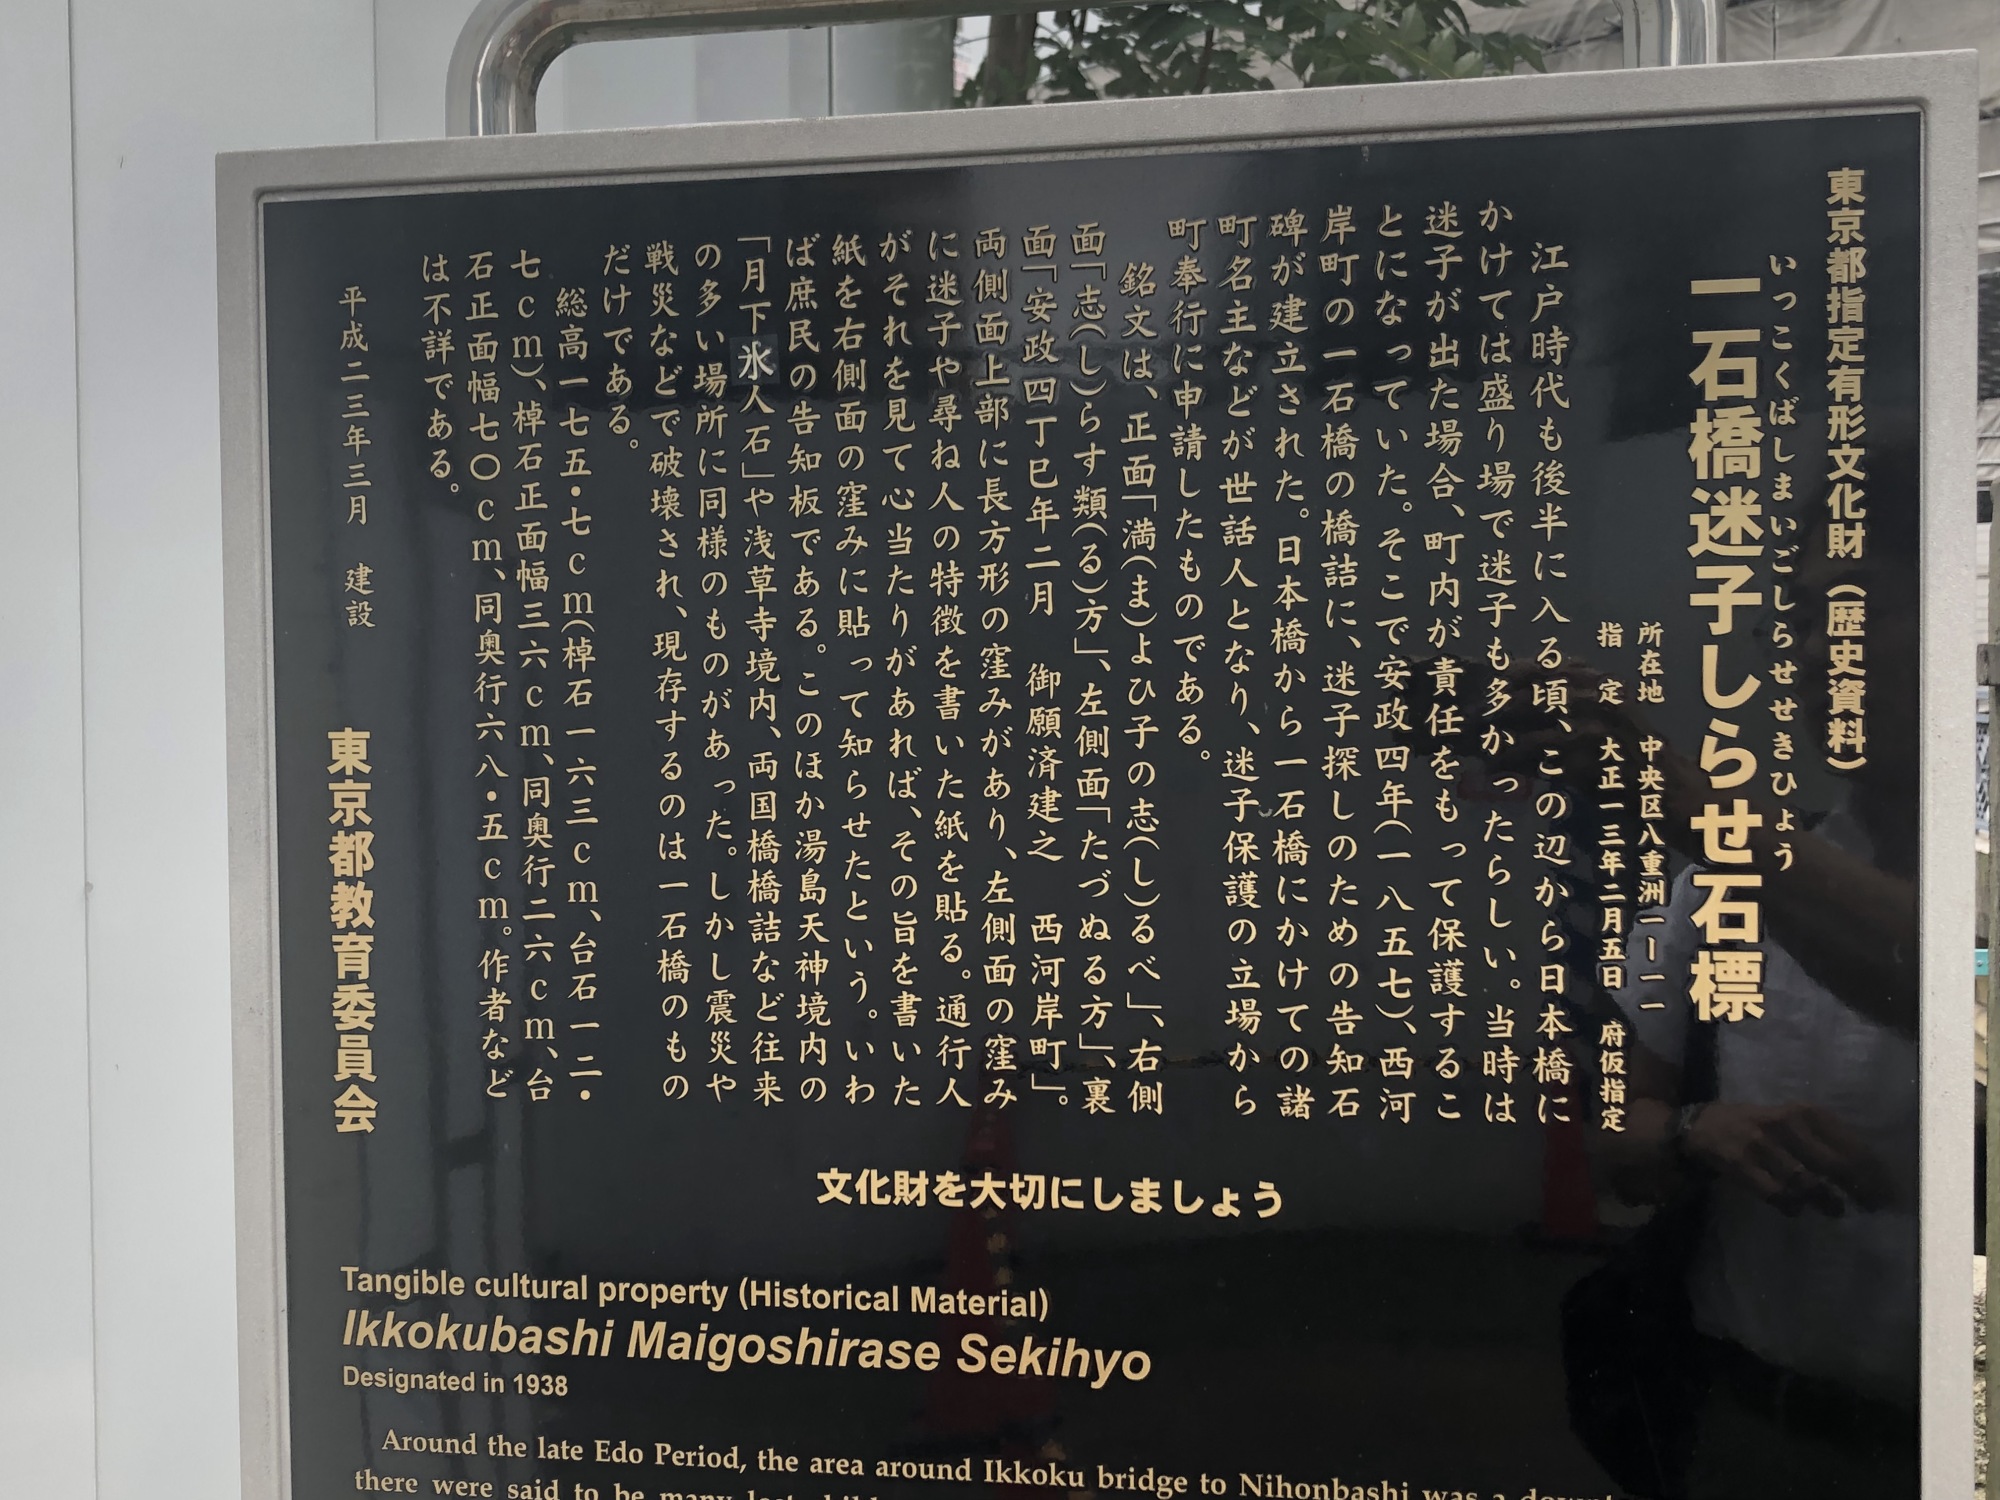 東京都指定有形文化財（歴史資料）
いっこくばしまいごしらせせきひょう
一石橋迷子しらせ石標
所在地　中央区八重洲一ー一一
指　定　大正一三年二月五日　府仮指定
江戸時代も後半に入る頃、この辺から日本橋に
かけては盛り場で迷子も多かったらしい。当時は
迷子が出た場合、町内が責任をもって保護するこ
とになっていた。そこで安政四年（一八五七）、西河
岸町の一石橋の橋詰に、迷子探しのための告知石
碑が建立された。日本橋から一石橋にかけての諸
町名主などが世話人となり、迷子保護の立場から
町奉行に申請したものである。
銘文は、正面「満（ま）よひ子の志（し）るべ」、右側
面「志（し）らす類（る）方」、左側面「たづぬる方」、裏
面「安政四丁巳年二月　御願済建之　西河岸町」。
両側面上部に長方形の窪みがあり、左側面の窪み
に迷子や尋ね人の特徴を書いた紙を貼る。通行人
がそれを見て心当たりがあれば、その旨を書いた
紙を右側面の窪みに貼って知らせたという。いわ
ば庶民の告知板である。このほか湯島天神境内の
「月下氷人石」や浅草寺境内、両国橋橋詰など往来
の多い場所に同様のものがあった。しかし震災や
戦災などで破壊され、現存するのは一石橋のもの
だけである。
総高一七五・七cm（棹石一六三cm、台石一二・
七cm）、棹石正面幅三六cm、同奥行二六cm、台
石正面幅七〇cm、同奥行六八・五cm。作者など
は不詳である。
平成二三年三月　建設
東京都教育委員会
文化財を大切にしましょう
Tangible cultural property (Historical Material)
Ikkokubashi Maigoshirase Sekihyo
Designated in 1938
Around the late Edo Period, the area around Ikkoku bridge to Nihonbashi was a
there were said to be many